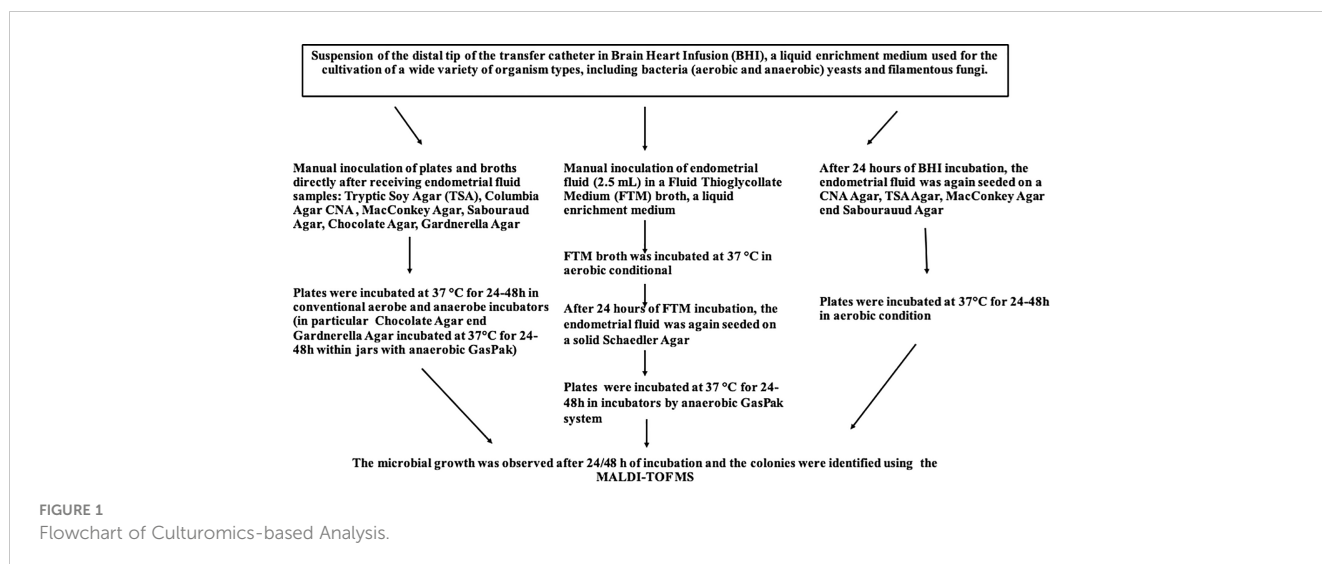 Suspension of the distal tip of the transfer catheter in Brain Heart Infusion (BHI), a liquid enrichment medium used for the
cultivation of a wide variety of organism types, including bacteria (aerobic and anaerobic) yeasts and filamentous fungi.
Manual inoculation of plates and broths
directly after receiving endometrial fluid
samples: Tryptic Soy Agar (TSA), Columbia
Agar CNA , MacConkey Agar, Sabouraud
Agar, Chocolate Agar, Gardnerella Agar
Plates were incubated at 37 °C for 24-48h in
conventional aerobe and anaerobe incubators
(in particular Chocolate Agar end
Gardnerella Agar incubated at 37°C for 24-
48h within jars with anaerobic GasPak)
Manual inoculation of endometrial
fluid (2.5 mL) in a Fluid Thioglycollate
Medium (FTM) broth, a liquid
enrichment medium
FTM broth was incubated at 37 °C in
aerobic conditional
After 24 hours of FTM incubation, the
endometrial fluid was again seeded on
a solid Schaedler Agar
Plates were incubated at 37 °C for 24-
48h in incubators by anaerobic GasPak
system
After 24 hours of BHI incubation, the
endometrial fluid was again seeded on a
CNA Agar, TSA Agar, MacConkey Agar
end Sabourauud Agar
Plates were incubated at 37°C for 24-48h
in aerobic condition
The microbial growth was observed after 24/48 h of incubation and the colonies were identified using the
MALDI-TOFMS
FIGURE 1
Flowchart of Culturomics-based Analysis.